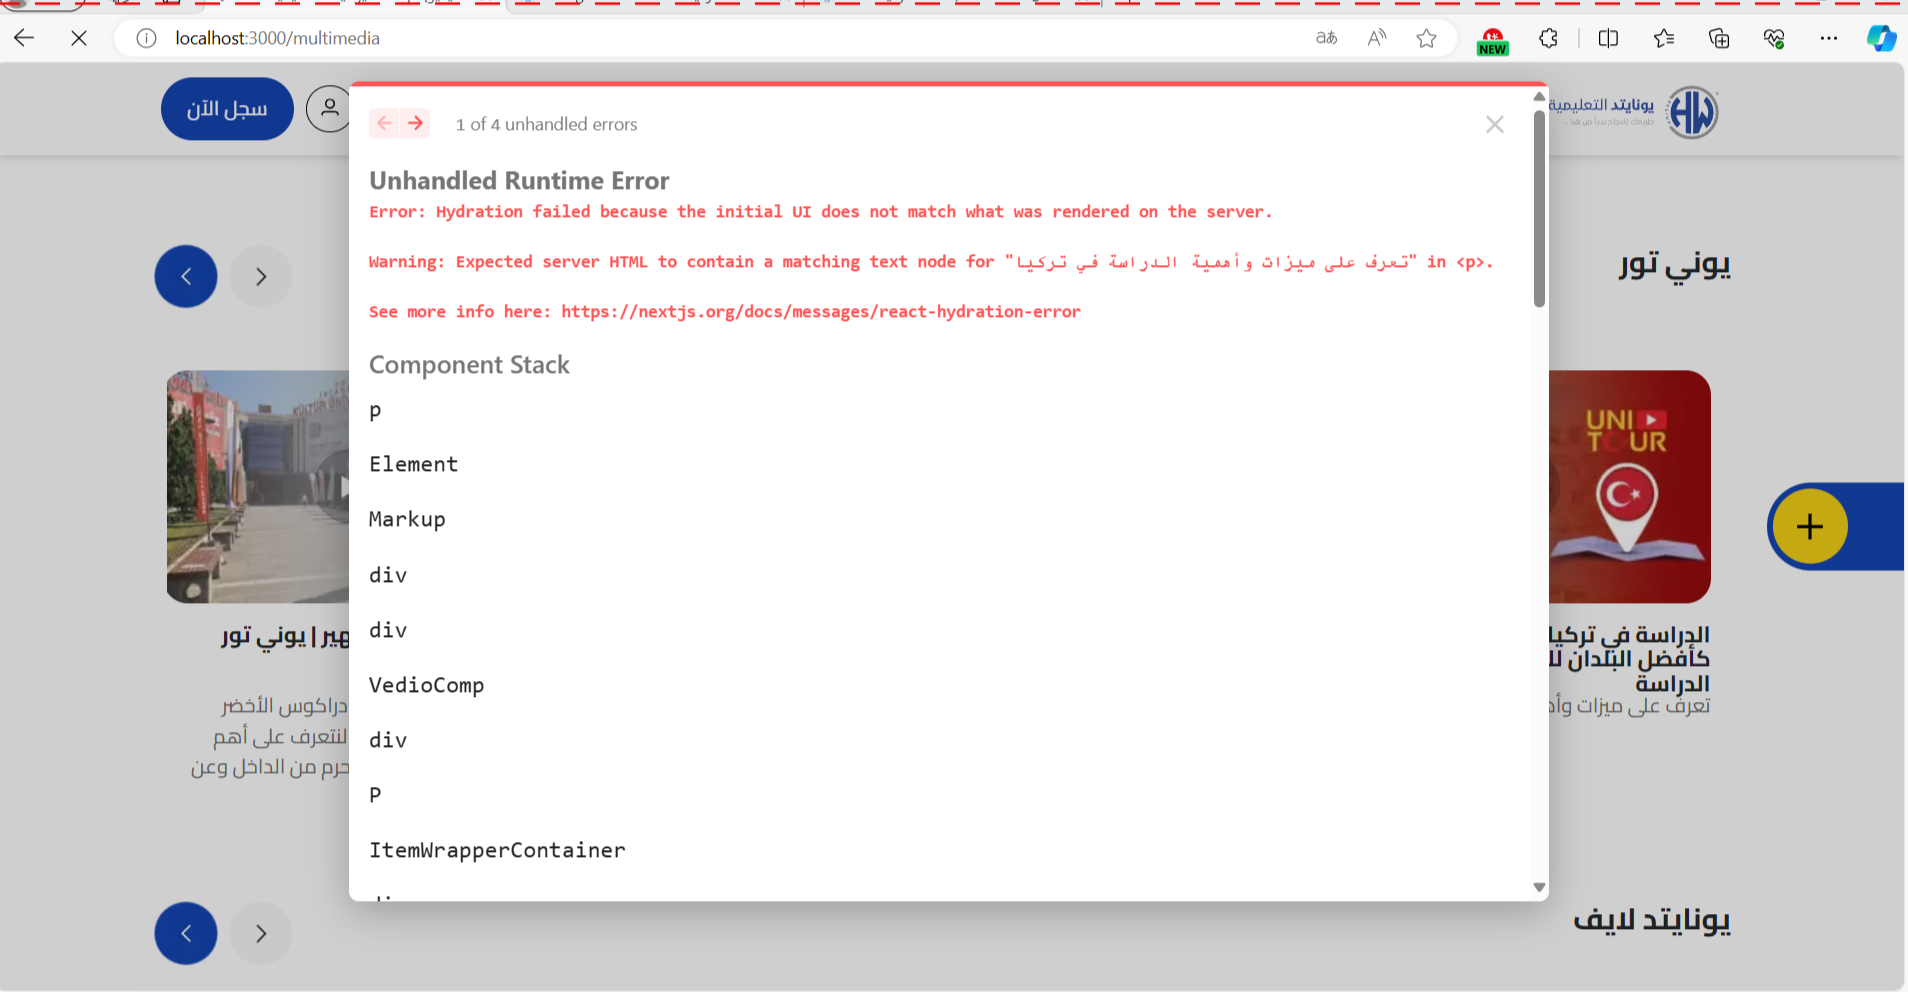 localhost:3000/multimedia
NEW
سجل الآن
يونايتد التعليمية
1 of 4 unhandled errors
Unhandled Runtime Error
Error: Hydration failed because the initial UI does not match what was rendered on the server.
Warning: Expected server HTML to contain a matching text node for "تعرف على ميزات وأهمية الدراسة في تركيا" in <p>.
See more info here: https://nextjs.org/docs/messages/react-hydration-error
Component Stack
p
Element
Markup
div
div
VedioComp
div
P
ItemWrapperContainer
يوني تور
UNI
TOUR
الدراسة في تركيا
كأفضل البلدان
الدراسة
تعرف على ميزات
هير | يوني تور
دراكوس الأخضر
لنتعرف على أهم
حرم من الداخل وعن
يونايتد لايف